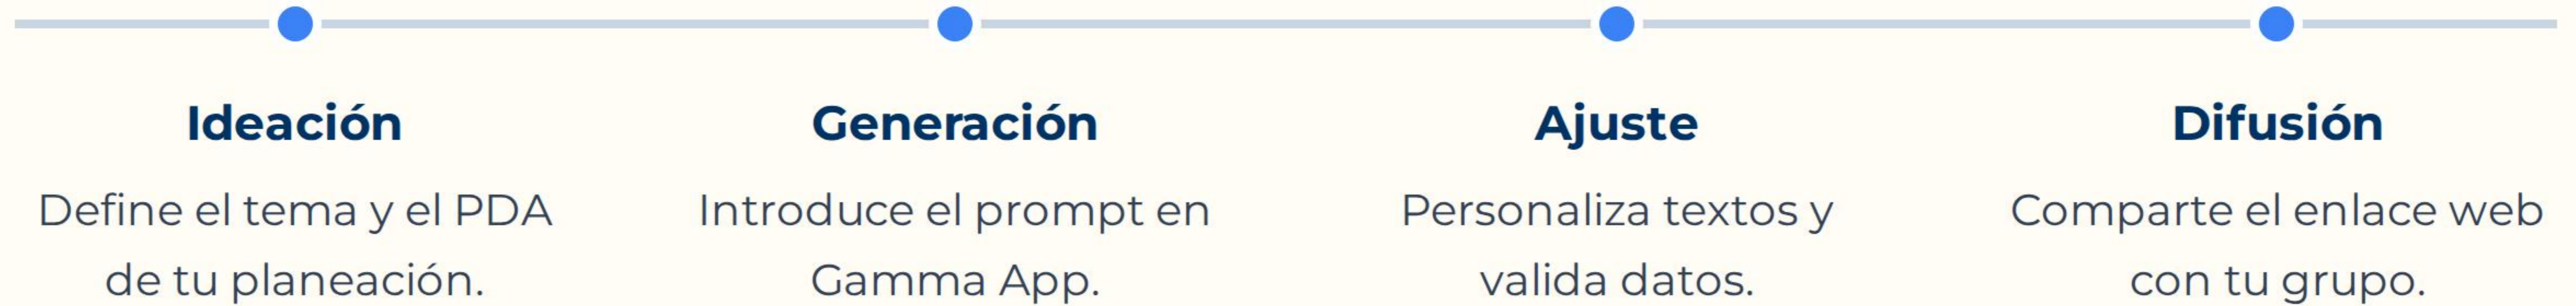 Ideación
Define el tema y el PDA
de tu planeación.
Generación
Introduce el prompt en
Gamma App.
Ajuste
Personaliza textos y
valida datos.
Difusión
Comparte el enlace web
con tu grupo.